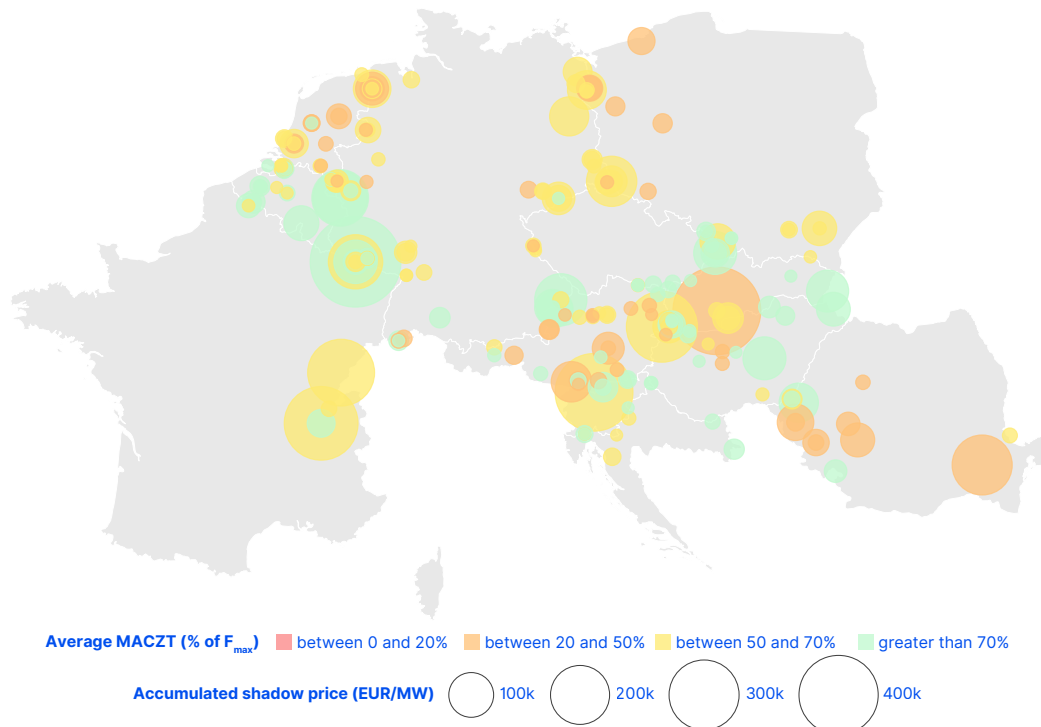 Average MACZT (% of Fmax) between 0 and 20% between 20 and 50% between 50 and 70% greater than 70%
Accumulated shadow price (EUR/MW) 100k 200k 300k 400k